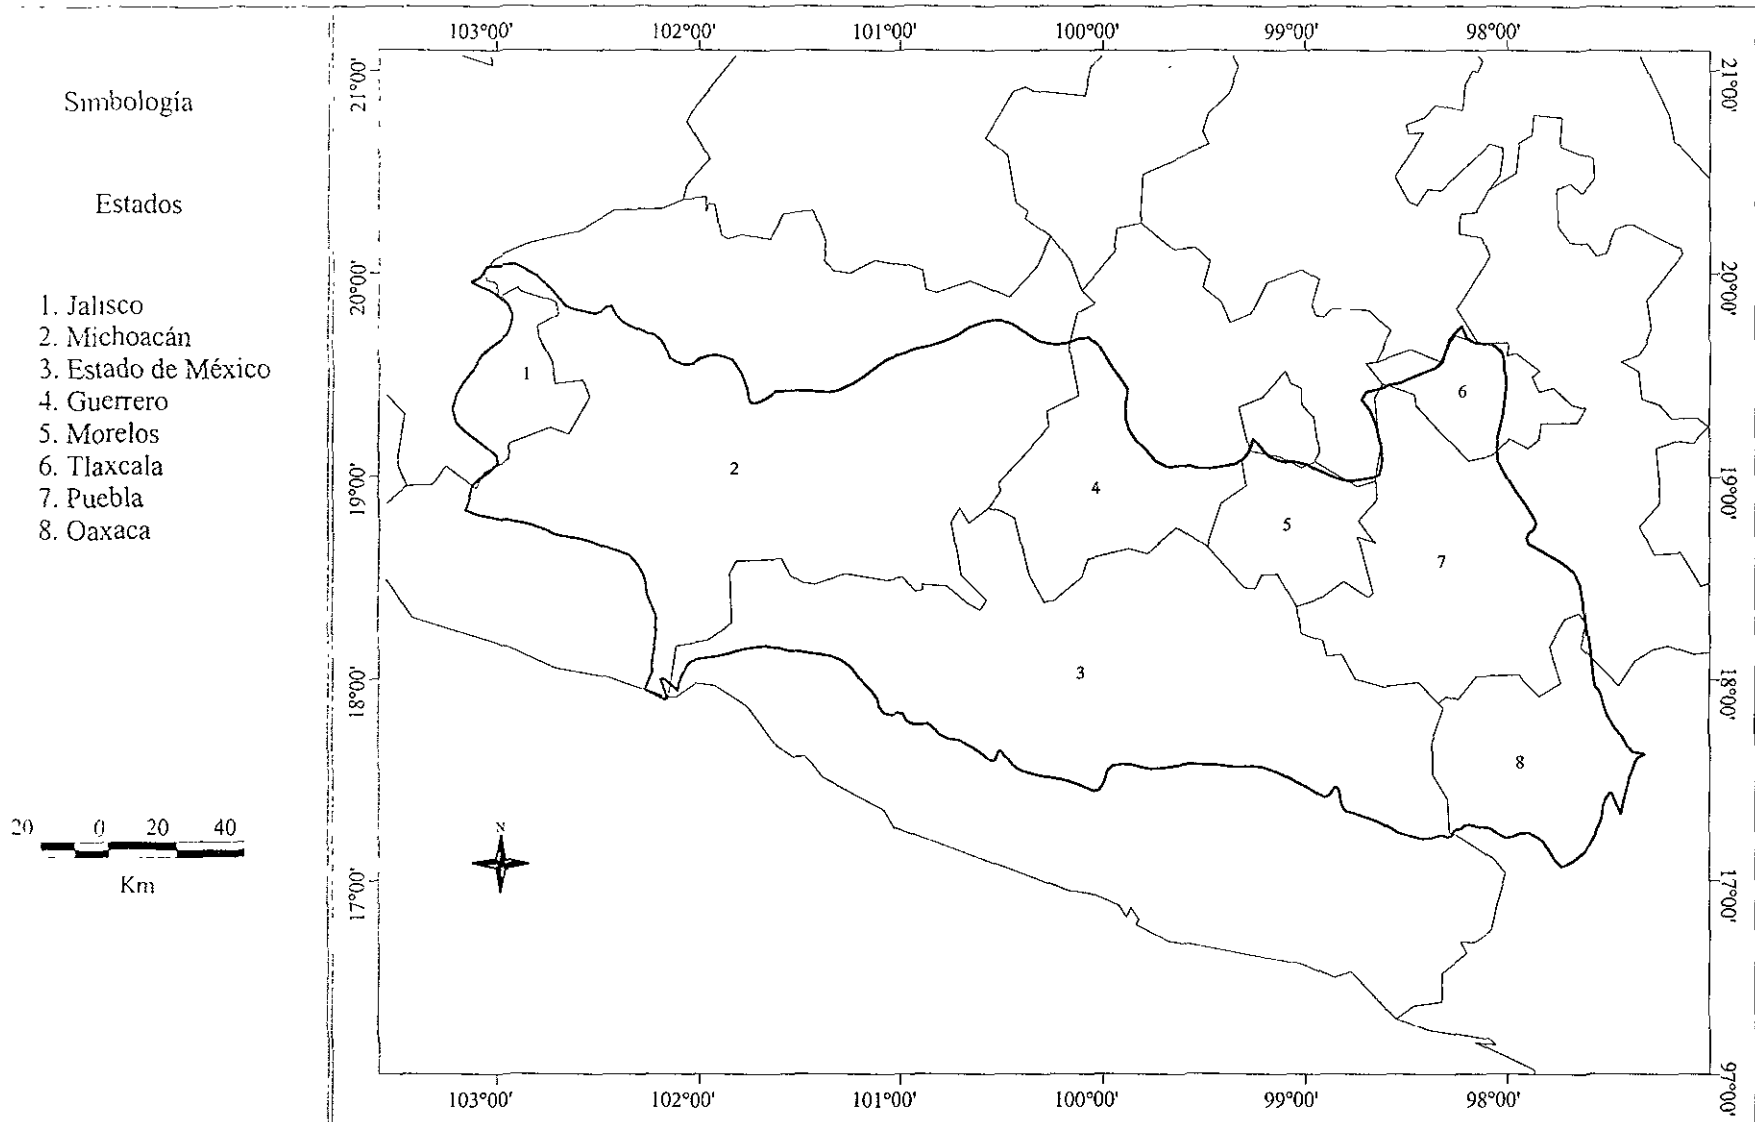 Simbología
Estados
1. Jalisco
2. Michoacán
3. Estado de México
4. Guerrero
5. Morelos
6. Tlaxcala
7. Puebla
8. Oaxaca
20 0 20 40
Km
103°00' 102°00' 101°00' 100°00' 99°00' 98°00'
21°00' 21°00'
20°00' 20°00'
19°00' 19°00'
18°00' 18°00'
17°00' 17°00'
97°00'
1
2
3
4
5
6
7
8
N
103°00' 102°00' 101°00' 100°00' 99°00' 98°00'